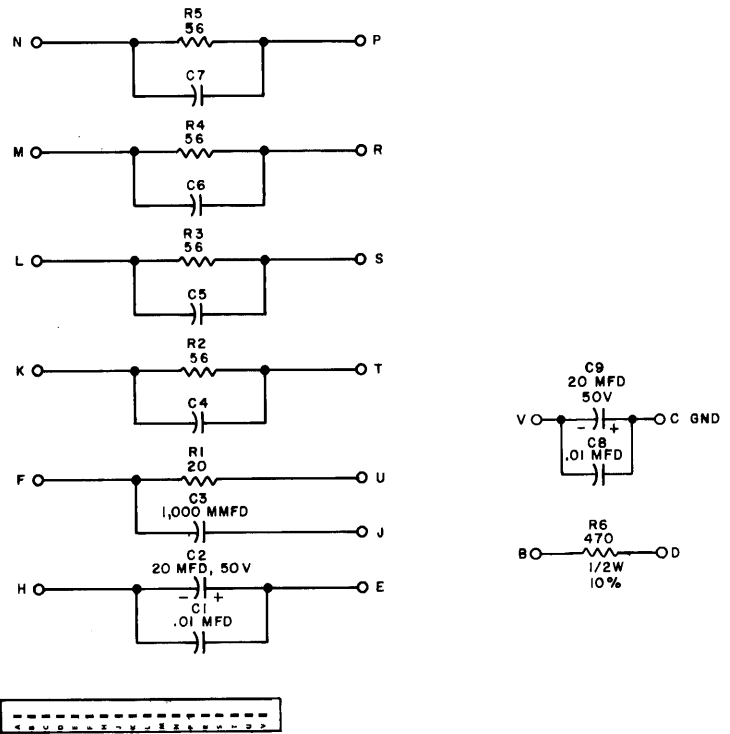 R5
56
N
P
C7
R4
56
M
R
C6
R3
56
L
S
C5
R2
56
K
T
C4
R1
20
F
U
C3
1,000 MMFD
J
C2
20 MFD, 50V
H
E
- +
C1
.01 MFD
C9
20 MFD
50V
V
C GND
- +
C8
.01 MFD
R6
470
B
D
1/2W
10%